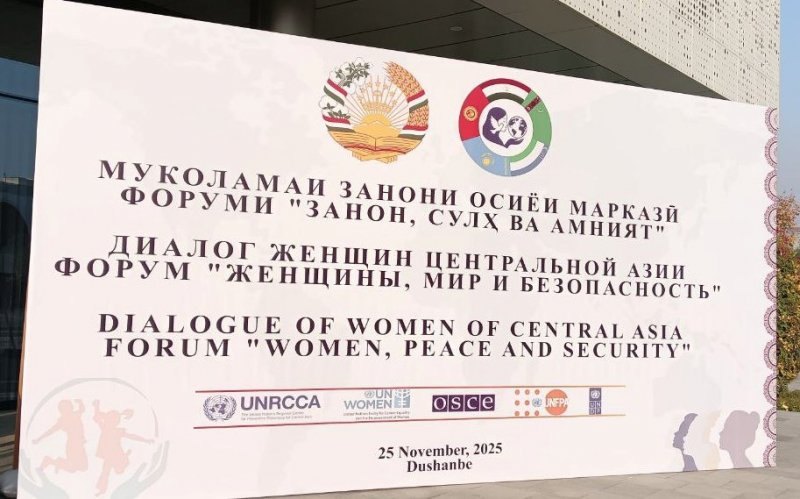 МУКОЛАМАИ ЗАНОНИ ОСИЁИ МАРКАЗӢ
ФОРУМИ "ЗАНОН, СУЛҲ ВА АМНИЯТ"
ДИАЛОГ ЖЕНЩИН ЦЕНТРАЛЬНОЙ АЗИИ
ФОРУМ "ЖЕНЩИНЫ, МИР И БЕЗОПАСНОСТЬ"
DIALOGUE OF WOMEN OF CENTRAL ASIA
FORUM "WOMEN, PEACE AND SECURITY"
UNRCCA
UN WOMEN
OSCE
UNFPA
25 November, 2025
Dushanbe